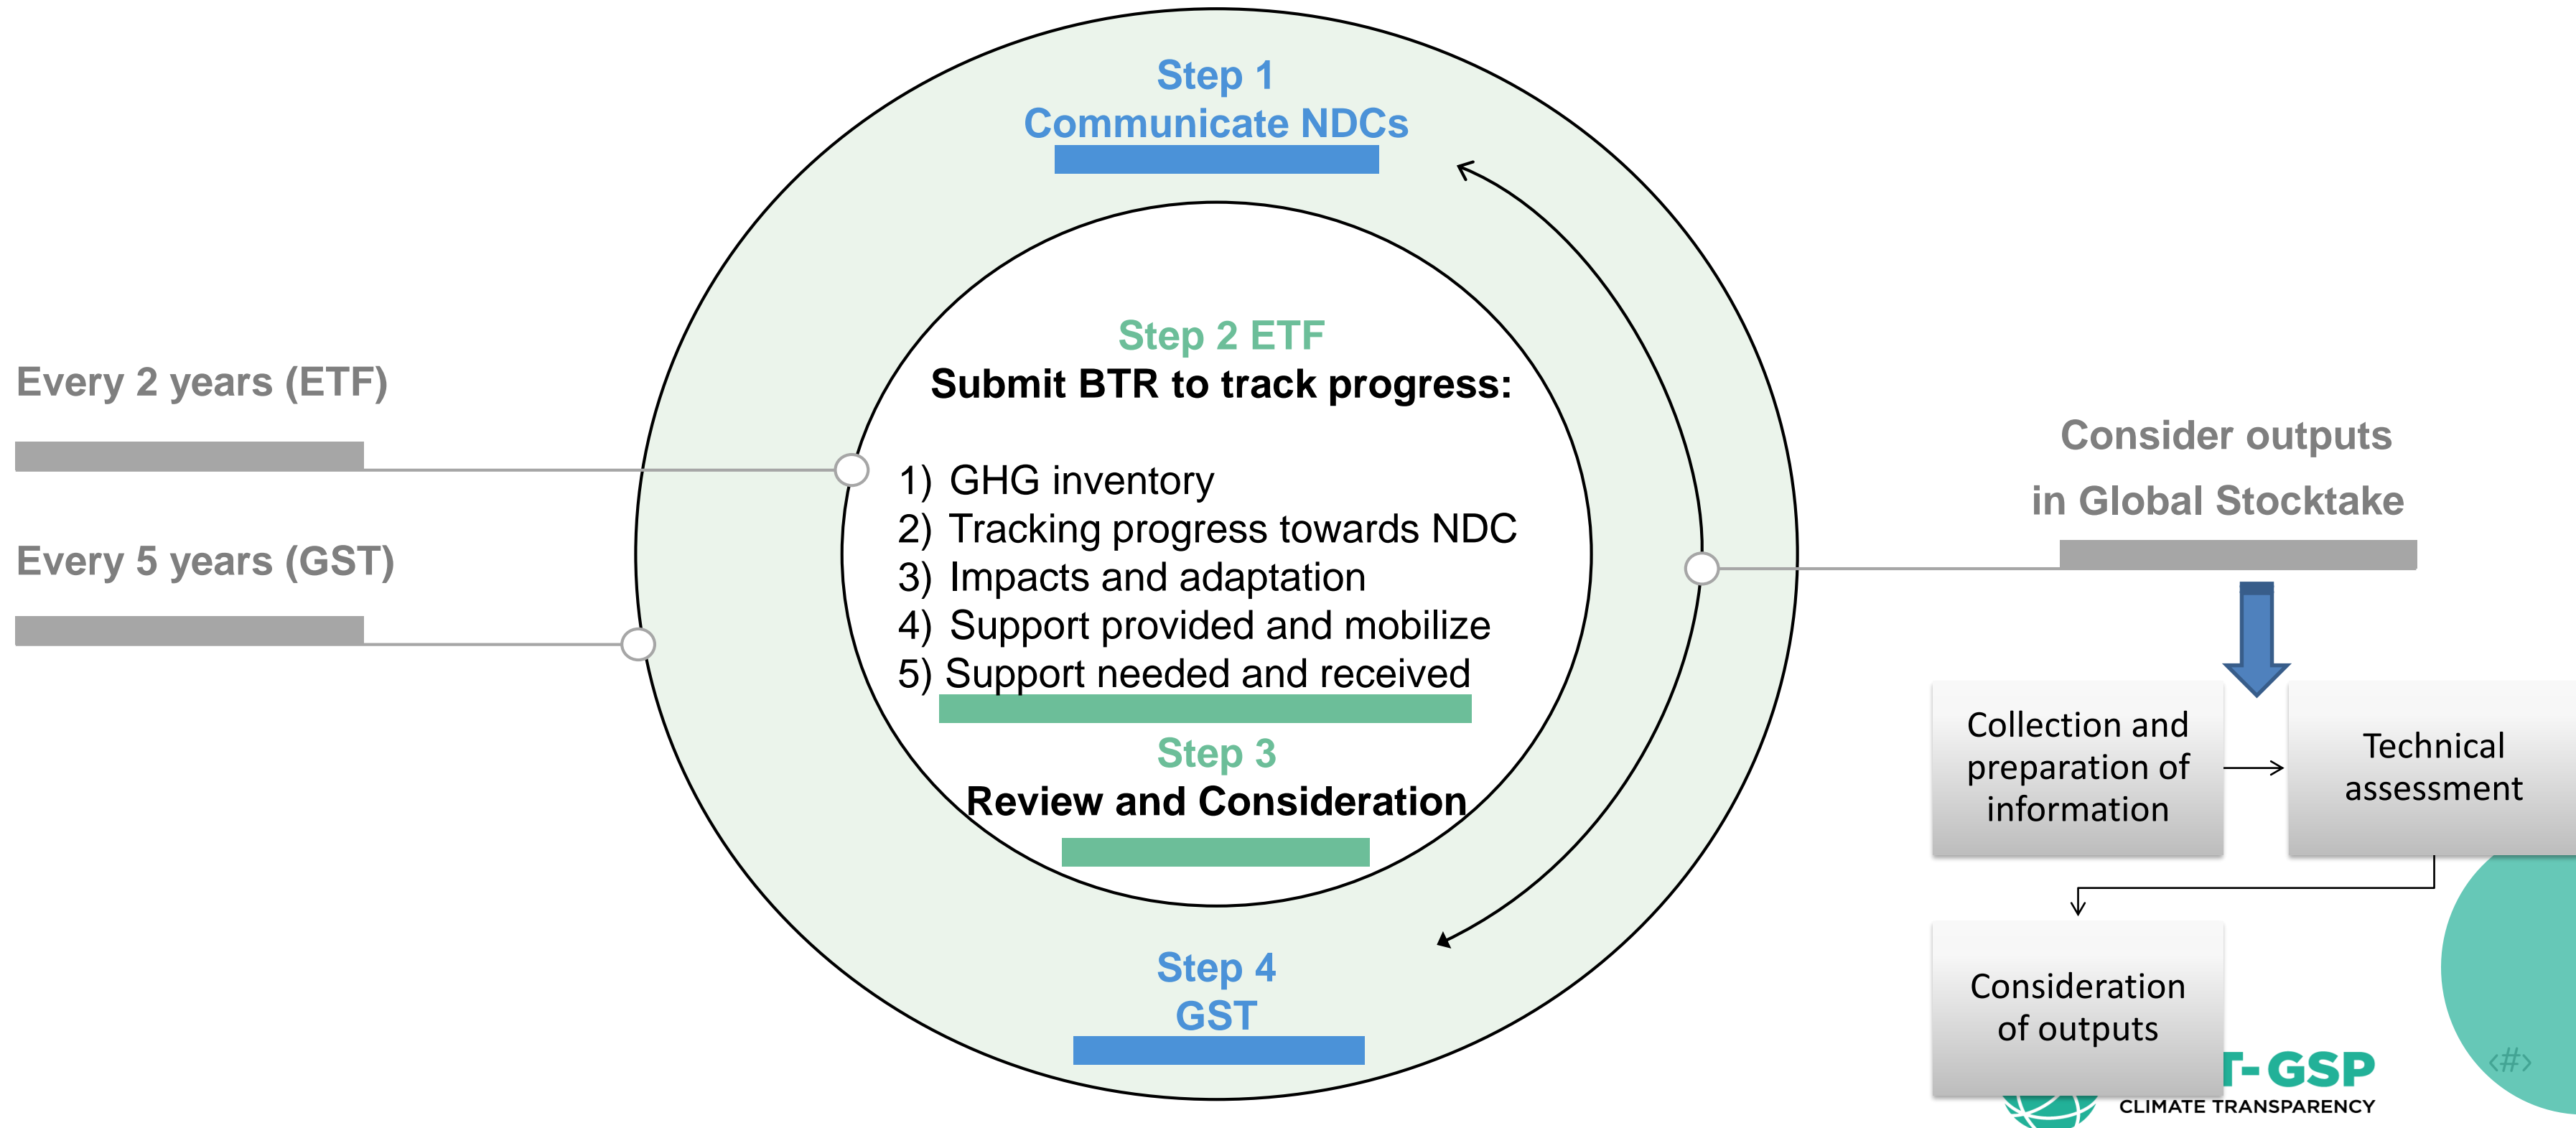 Step 1
Communicate NDCs
Every 2 years (ETF)
Every 5 years (GST)
Step 2 ETF
Submit BTR to track progress:
1) GHG inventory
2) Tracking progress towards NDC
3) Impacts and adaptation
4) Support provided and mobilize
5) Support needed and received
Step 3
Review and Consideration
Step 4
GST
Consider outputs
in Global Stocktake
Collection and
preparation of
information
Technical
assessment
Consideration
of outputs
T-GSP
CLIMATE TRANSPARENCY
<#>